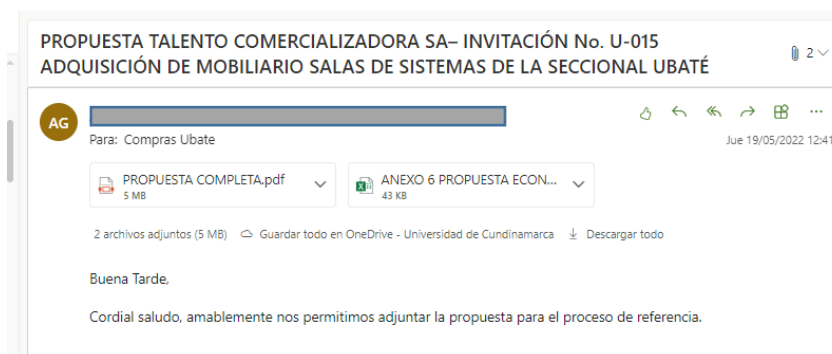 PROPUESTA TALENTO COMERCIALIZADORA SA– INVITACIÓN No. U-015
ADQUISICIÓN DE MOBILIARIO SALAS DE SISTEMAS DE LA SECCIONAL UBATÉ
2
AG
Para: Compras Ubate
Jue 19/05/2022 12:41
PROPUESTA COMPLETA.pdf
5 MB
ANEXO 6 PROPUESTA ECON...
43 KB
2 archivos adjuntos (5 MB) Guardar todo en OneDrive - Universidad de Cundinamarca Descargar todo
Buena Tarde,
Cordial saludo, amablemente nos permitimos adjuntar la propuesta para el proceso de referencia.